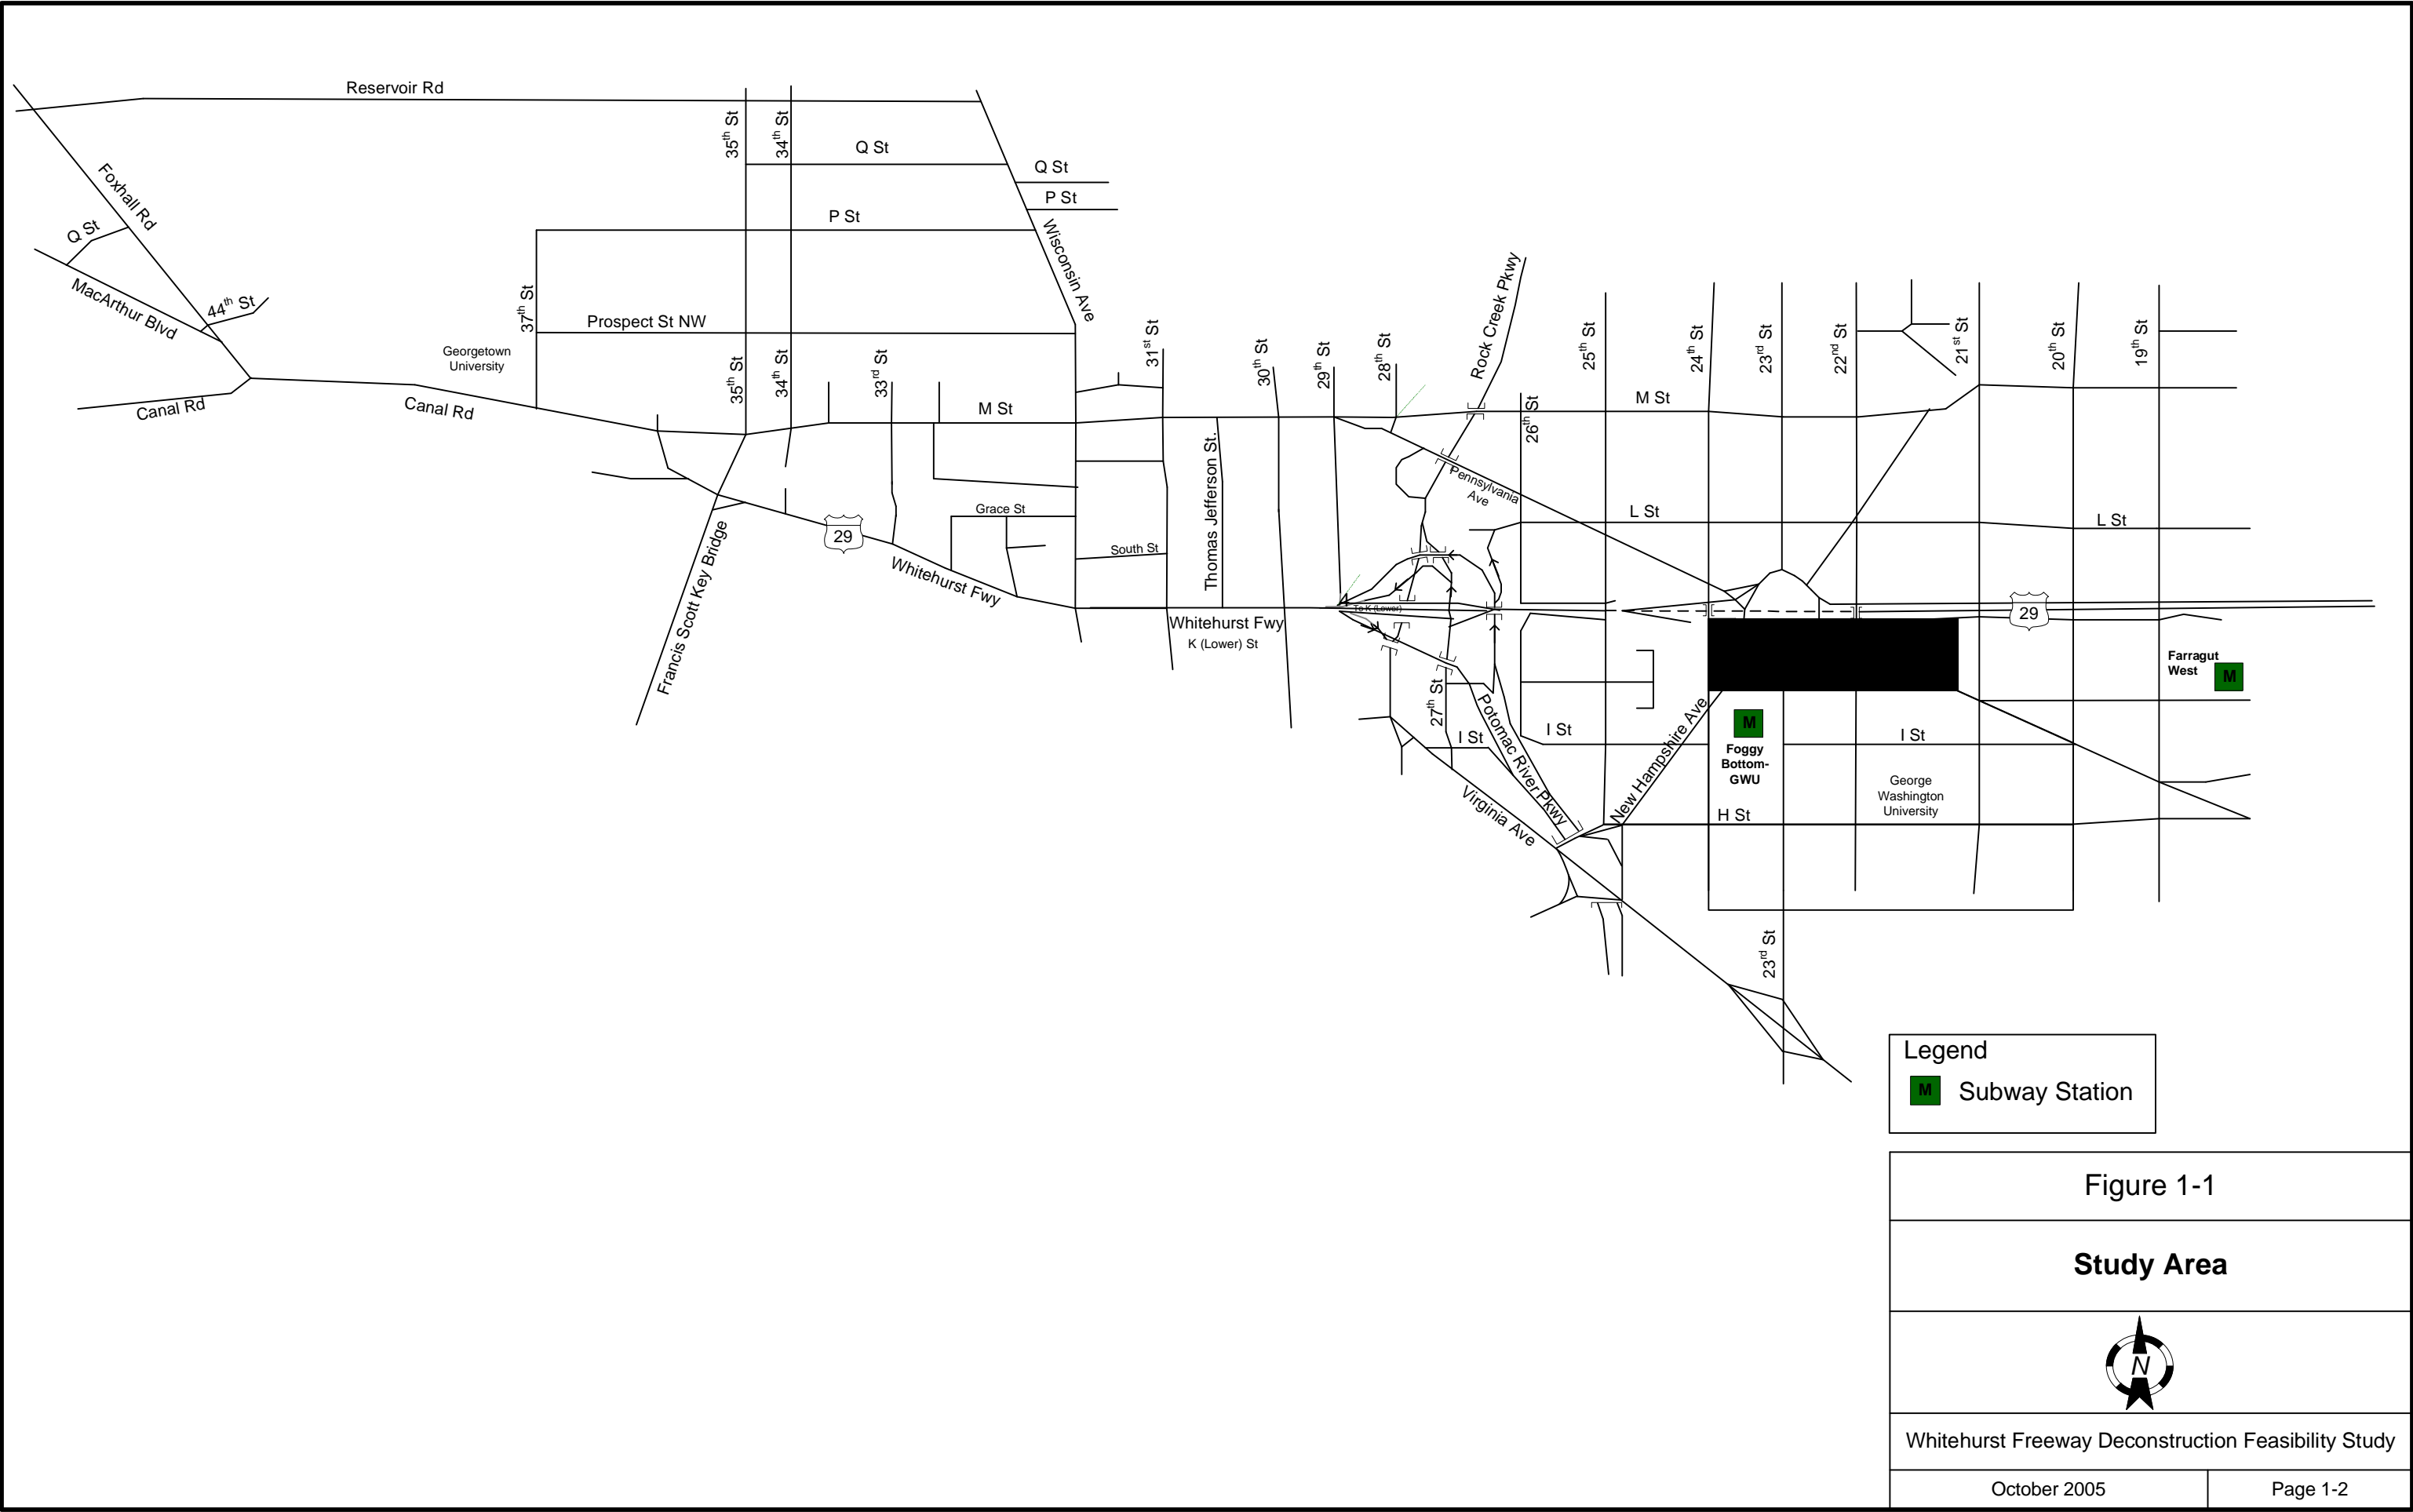 Reservoir Rd
35th St
34th St
Q St
Q St
P St
Foxhall Rd
Q St
P St
Wisconsin Ave
MacArthur Blvd
44th St
37th St
Prospect St NW
Georgetown
University
Canal Rd
Canal Rd
35th St
34th St
33rd St
M St
31st St
30th St
29th St
28th St
Rock Creek Pkwy
26th St
25th St
M St
24th St
23rd St
22nd St
21st St
20th St
19th St
Thomas Jefferson St.
Pennsylvania
Ave
L St
L St
Grace St
South St
29
Whitehurst Fwy
Francis Scott Key Bridge
Whitehurst Fwy
K (Lower) St
4
To K (Lower)
29
Farragut
West
M
27th St
Potomac River Pkwy
I St
I St
New Hampshire Ave
M
Foggy
Bottom-
GWU
I St
George
Washington
University
Virginia Ave
H St
23rd St
Legend
M Subway Station
Figure 1-1
Study Area
N
Whitehurst Freeway Deconstruction Feasibility Study
October 2005
Page 1-2